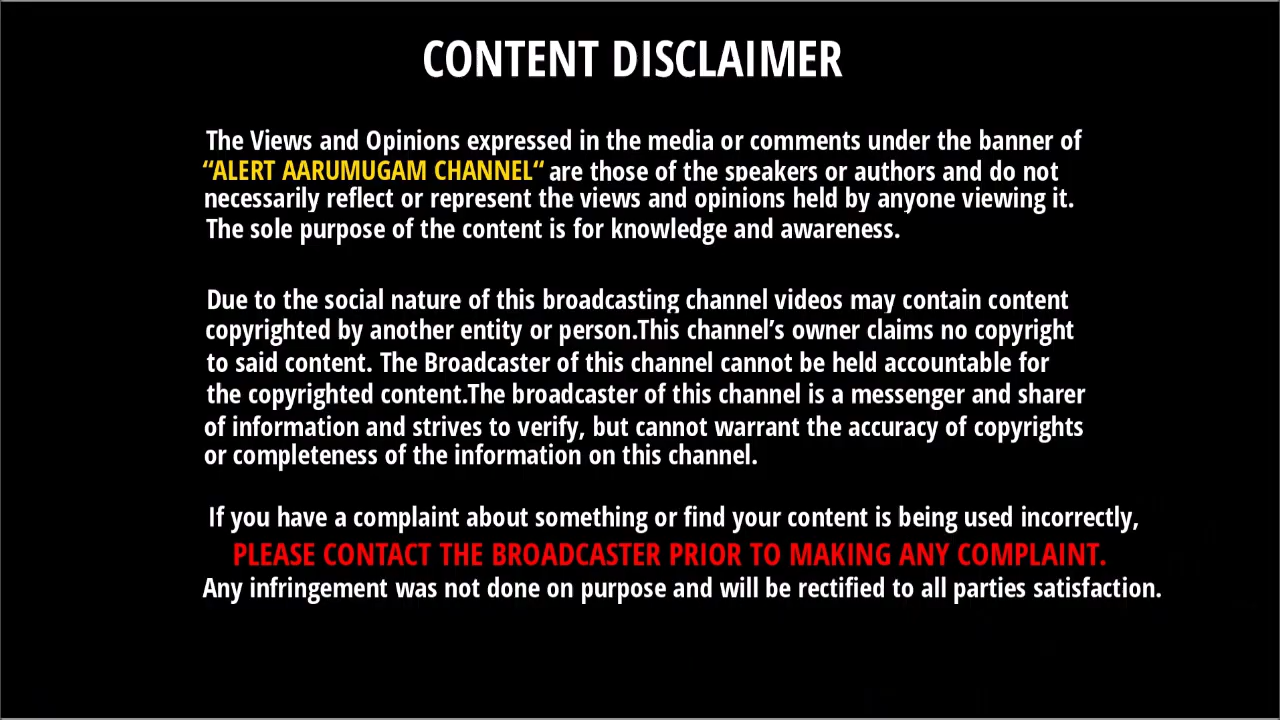 CONTENT DISCLAIMER
The Views and Opinions expressed in the media or comments under the banner of
“ALERT AARUMUGAM CHANNEL“ are those of the speakers or authors and do not
necessarily reflect or represent the views and opinions held by anyone viewing it.
The sole purpose of the content is for knowledge and awareness.
Due to the social nature of this broadcasting channel videos may contain content
copyrighted by another entity or person.This channel’s owner claims no copyright
to said content. The Broadcaster of this channel cannot be held accountable for
the copyrighted content.The broadcaster of this channel is a messenger and sharer
of information and strives to verify, but cannot warrant the accuracy of copyrights
or completeness of the information on this channel.
If you have a complaint about something or find your content is being used incorrectly,
PLEASE CONTACT THE BROADCASTER PRIOR TO MAKING ANY COMPLAINT.
Any infringement was not done on purpose and will be rectified to all parties satisfaction.